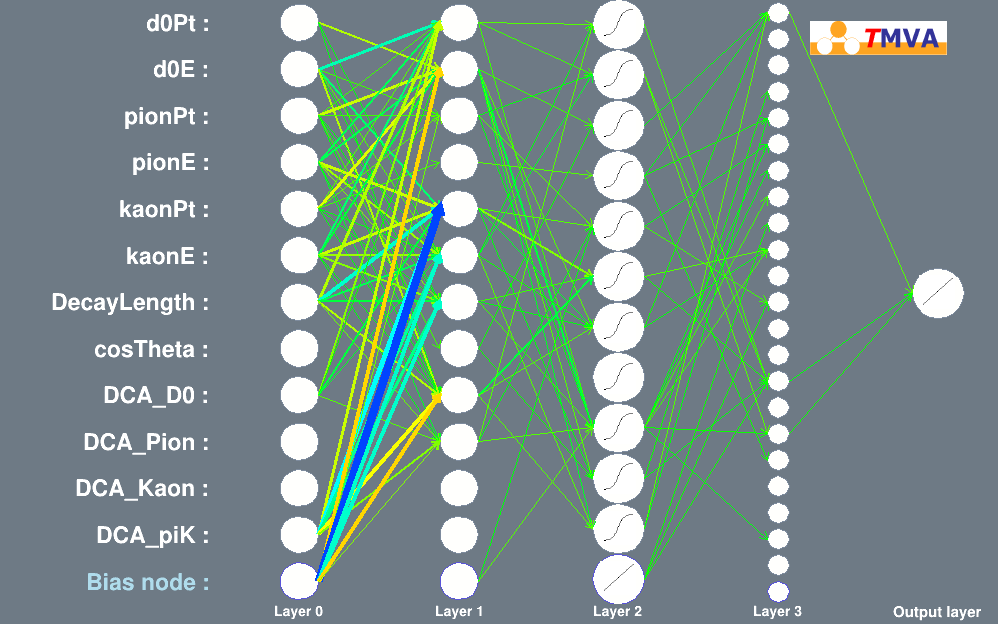 d0Pt :
TMVA
d0E :
pionPt :
pionE :
kaonPt :
kaonE :
DecayLength :
cosTheta :
DCA_D0 :
DCA_Pion :
DCA_Kaon :
DCA_piK :
Bias node :
Layer 0 Layer 1 Layer 2 Layer 3 Output layer